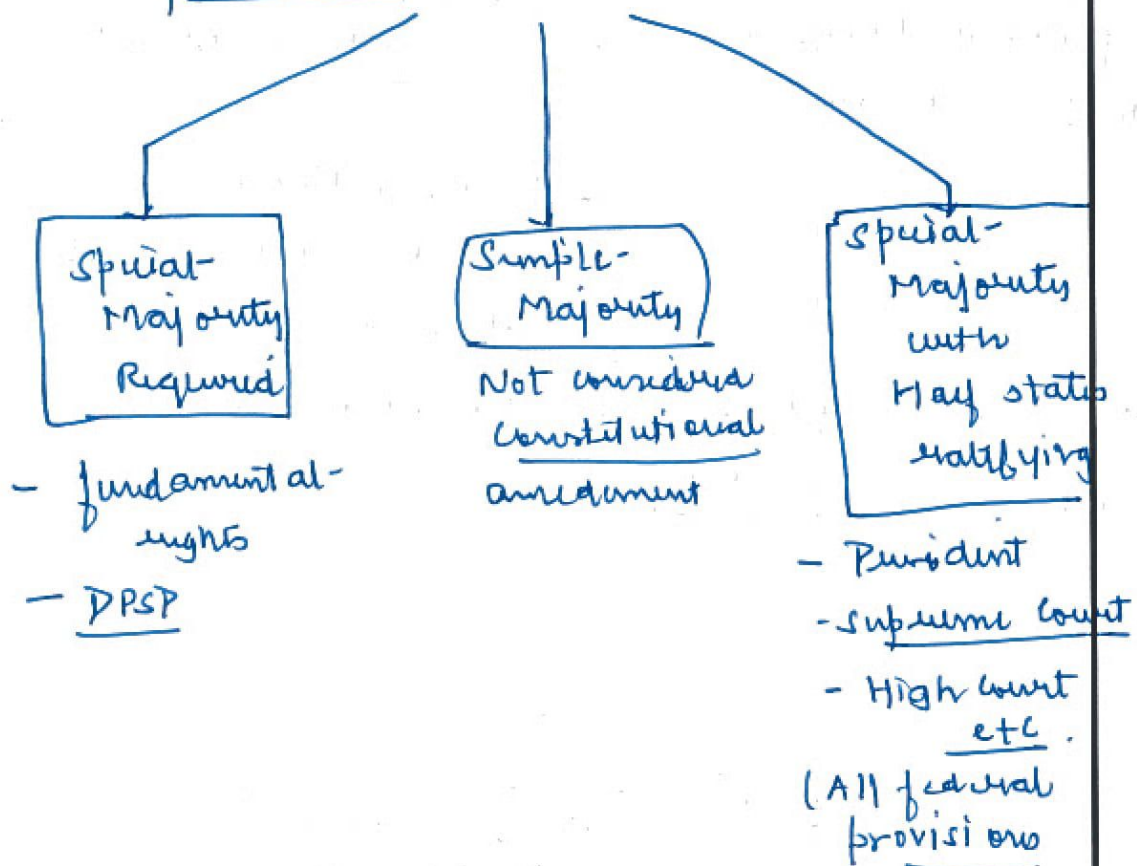 Special-
Majority
Required
- fundamental-
rights
- DPSP
Simple-
Majority
Not considered
Constitutional
amedement
Special-
Majority
with
Half states
ratifying
- President
- Supreme Court
- High Court
etc.
(All federal
provisions